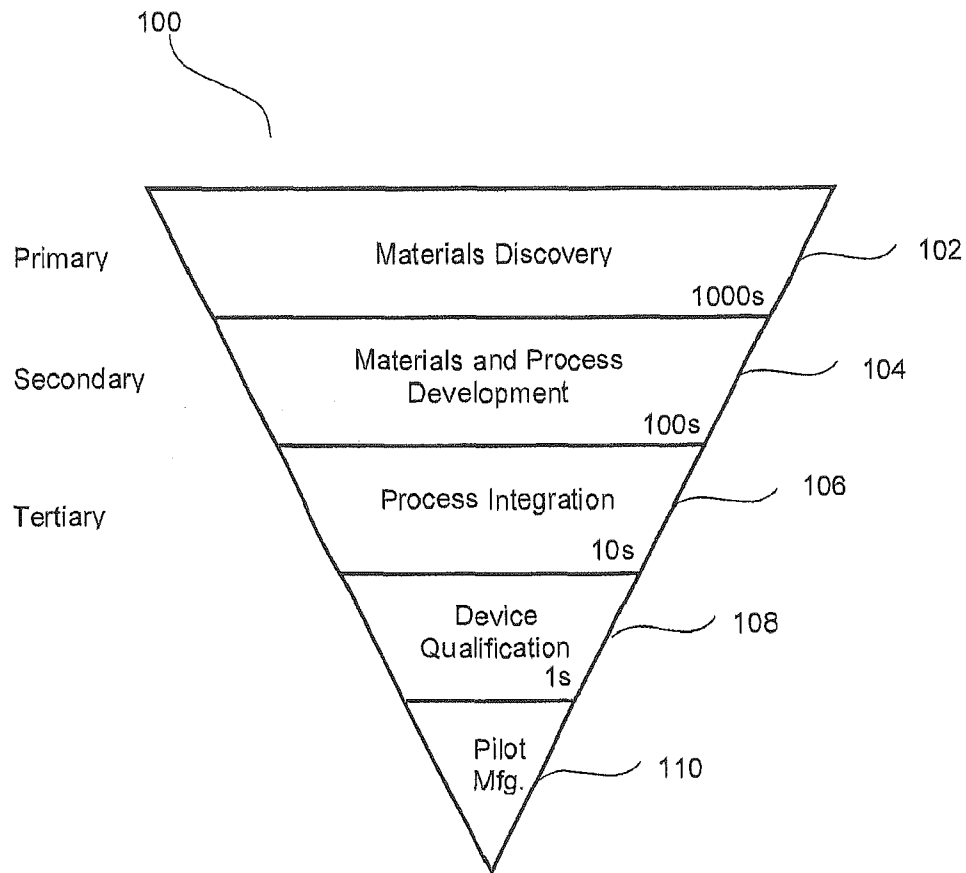 100
Primary
Materials Discovery
102
1000s
Secondary
Materials and Process
Development
104
100s
Tertiary
Process Integration
106
10s
Device
Qualification
108
1s
Pilot
Mfg.
110